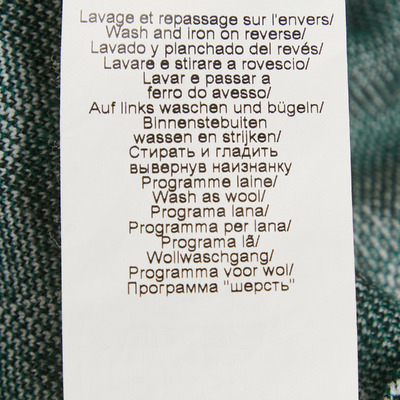 Lavage et repassage sur l'envers/
Wash and iron on reverse/
Lavado y planchado del revés/
Lavare e stirare a rovescio/
Lavar e passar a
ferro do avesso/
Auf links waschen und bügeln/
Binnenstebuiten
wassen en strijken/
Стирать и гладить
вывернув наизнанку
Programme laine/
Wash as wool/
Programa lana/
Programma per lana/
Programa lã/
Wollwaschgang/
Programma voor wol/
Программа "шерсть"